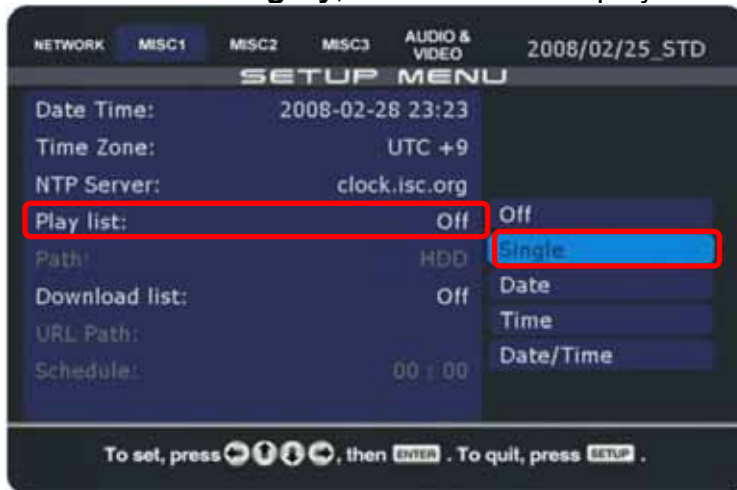 NETWORK MISC1 MISC2 MISC3 AUDIO & VIDEO 2008/02/25_STD
SETUP MENU
Date Time: 2008-02-28 23:23
Time Zone: UTC +9
NTP Server: clock.isc.org
Play list: Off
Off
Single
Path: HDD
Date
Download list: Off
Time
URL Path:
Date/Time
Schedule: 00 : 00
To set, press , then ENTER . To quit, press SETUP .